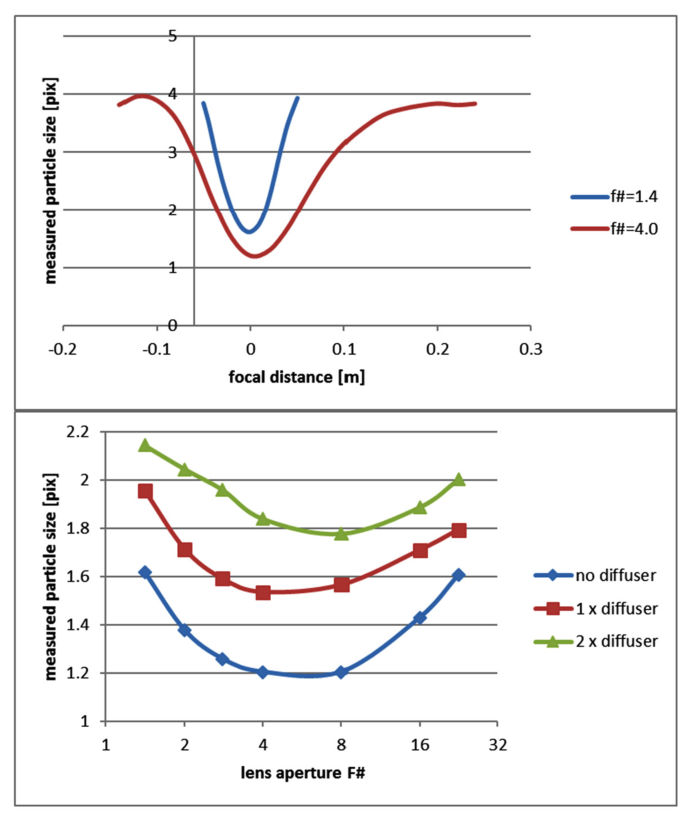 5
4
3
2
1
0
-0.2 -0.1 0 0.1 0.2 0.3
measured particle size [pix]
focal distance [m]
f#=1.4
f#=4.0
2.2
2
1.8
1.6
1.4
1.2
1
1 2 4 8 16 32
measured particle size [pix]
lens aperture F#
no diffuser
1 x diffuser
2 x diffuser